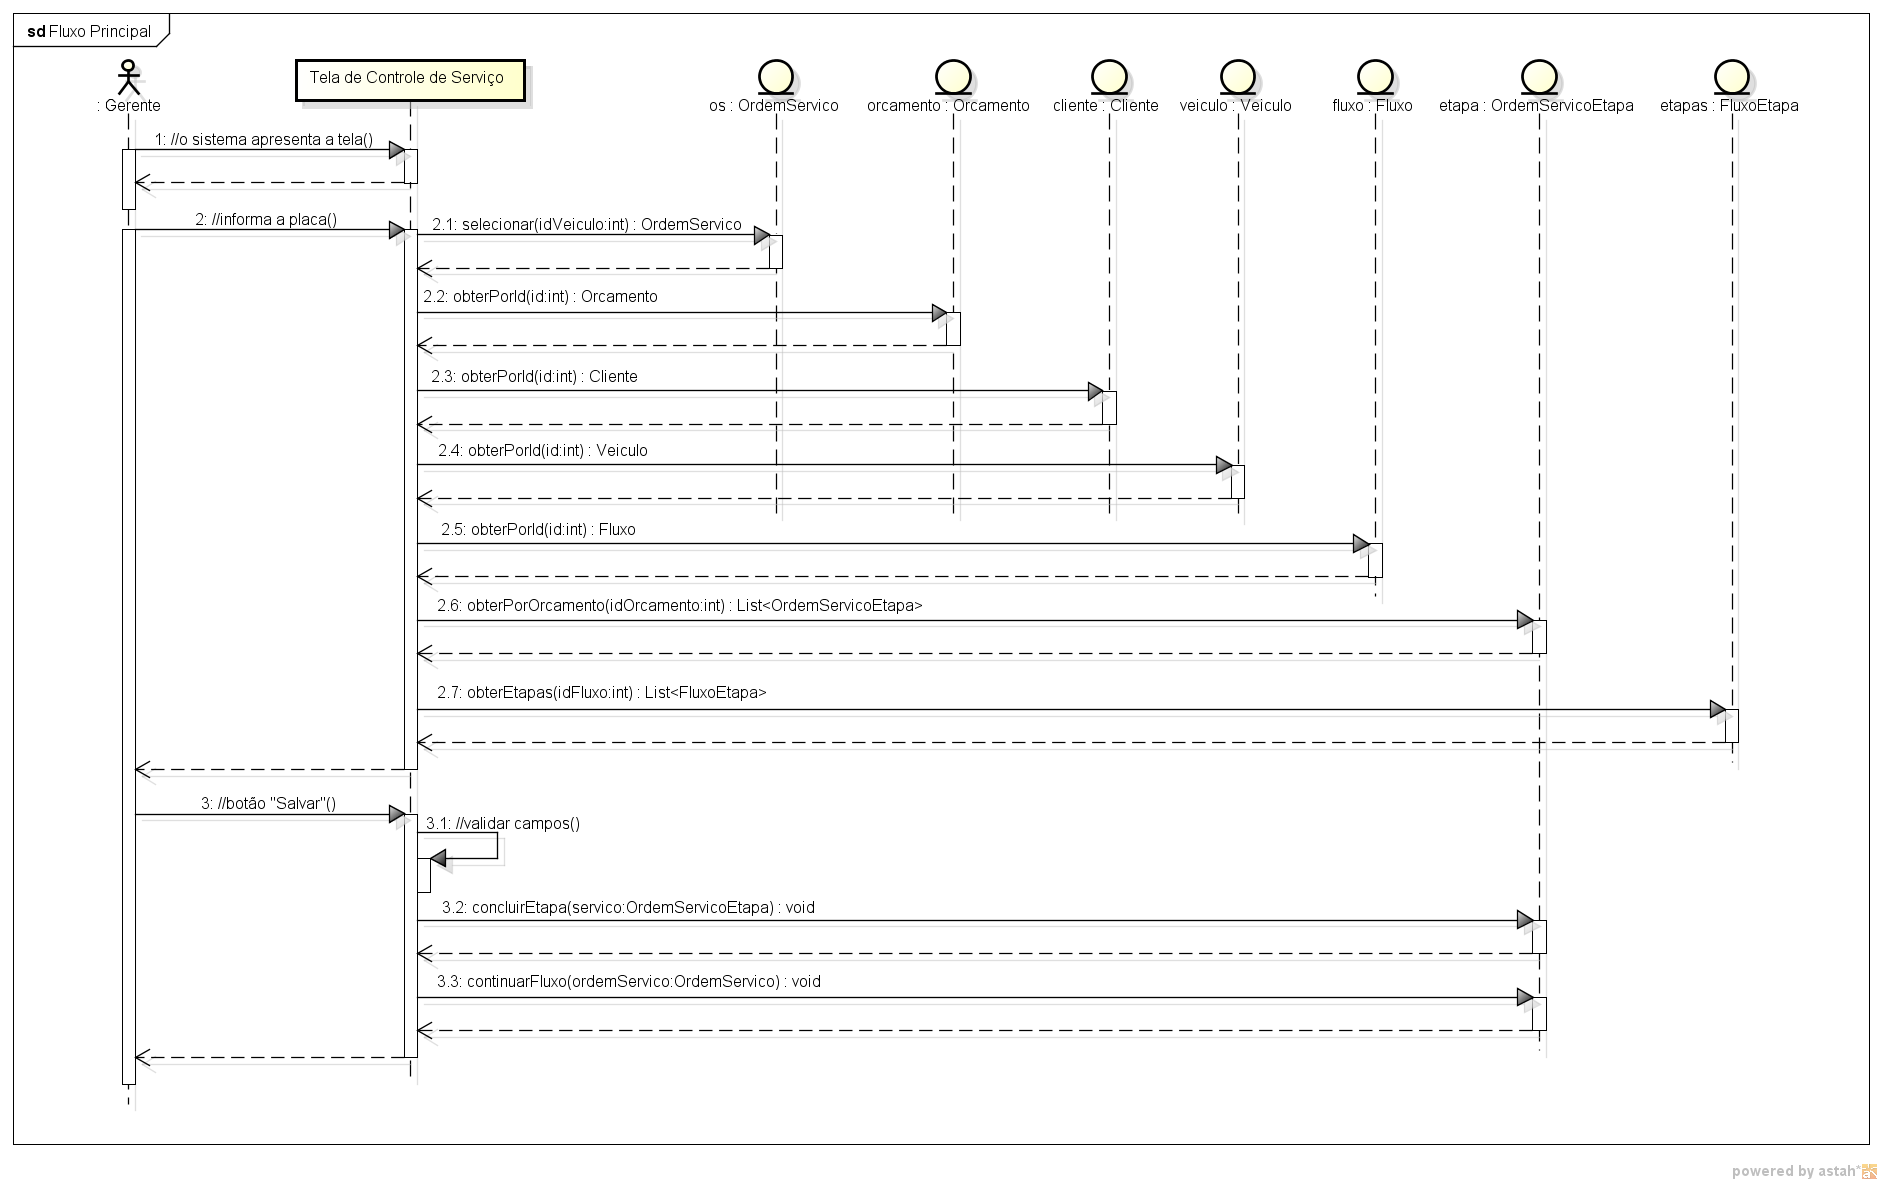 sd Fluxo Principal
: Gerente
Tela de Controle de Serviço
os : OrdemServico
orcamento : Orcamento
cliente : Cliente
veiculo : Veiculo
fluxo : Fluxo
etapa : OrdemServicoEtapa
etapas : FluxoEtapa
1: //o sistema apresenta a tela()
2: //informa a placa()
2.1: selecionar(idVeiculo:int) : OrdemServico
2.2: obterPorId(id:int) : Orcamento
2.3: obterPorId(id:int) : Cliente
2.4: obterPorId(id:int) : Veiculo
2.5: obterPorId(id:int) : Fluxo
2.6: obterPorOrcamento(idOrcamento:int) : List<OrdemServicoEtapa>
2.7: obterEtapas(idFluxo:int) : List<FluxoEtapa>
3: //botão "Salvar"()
3.1: //validar campos()
3.2: concluirEtapa(servico:OrdemServicoEtapa) : void
3.3: continuarFluxo(ordemServico:OrdemServico) : void
powered by astah*